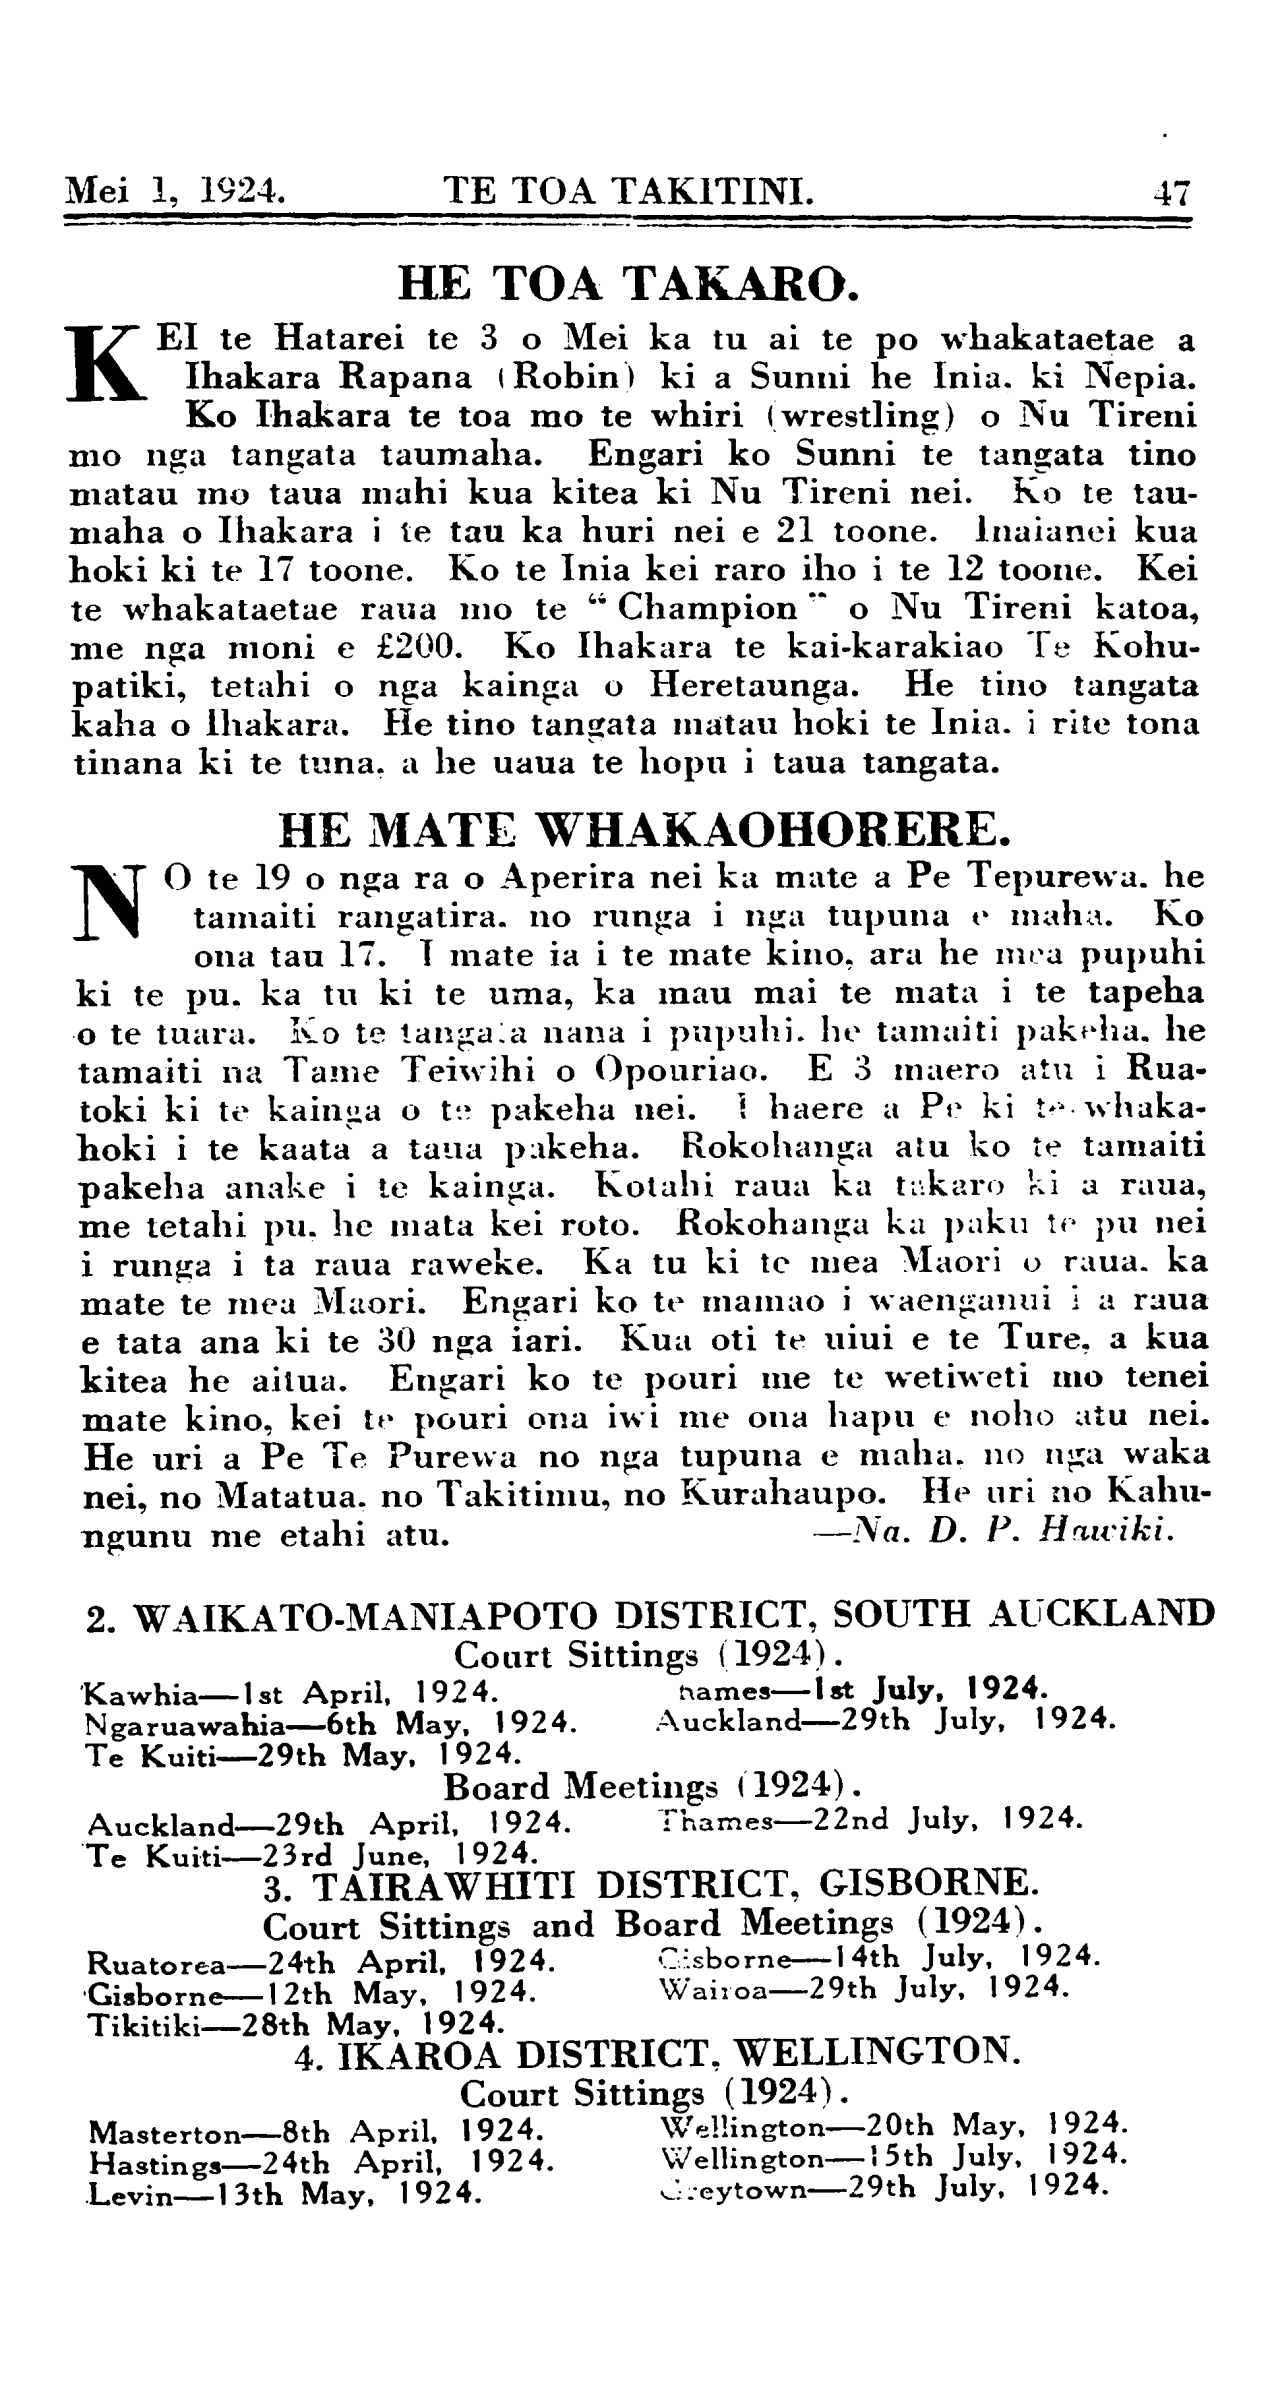 Mei 1, 1924. TE TOA TAKITINI. 47
HE TOA TAKARO.
KEI te Hatarei te 3 o Mei ka tu ai te po whakataetae a
Ihakara Rapana (Robin) ki a Sunni he Inia. ki Nepia.
Ko Ihakara te toa mo te whiri (wrestling) o Nu Tireni
mo nga tangata taumaha. Engari ko Sunni te tangata tino
matau mo taua mahi kua kitea ki Nu Tireni nei. Ko te tau-
maha o Ihakara i te tau ka huri nei e 21 toone. Inaianei kua
hoki ki te 17 toone. Ko te Inia kei raro iho i te 12 toone. Kei
te whakataetae raua mo te "Champion" o Nu Tireni katoa,
me nga moni e £200. Ko Ihakara te kai-karakiao Te Kohu-
patiki, tetahi o nga kainga o Heretaunga. He tino tangata
kaha o Ihakara. He tino tangata matau hoki te Inia. i rite tona
tinana ki te tuna. a he uaua te hopu i taua tangata.
HE MATE WHAKAOHORERE.
NO te 19 o nga ra o Aperira nei ka mate a Pe Tepurewa. he
tamaiti rangatira. no runga i nga tupuna e maha. Ko
ona tau 17. I mate ia i te mate kino, ara he mea pupuhi
ki te pu. ka tu ki te uma, ka mau mai te mata i te tapeha
o te tuara. Ko te tangata nana i pupuhi. he tamaiti pakeha. he
tamaiti na Tame Teiwihi o Opouriao. E 3 maero atu i Rua-
toki ki te kainga o te pakeha nei. I haere a Pe ki te whaka-
hoki i te kaata a taua pakeha. Rokohanga atu ko te tamaiti
pakeha anake i te kainga. Kotahi raua ka takaro ki a raua,
me tetahi pu. he mata kei roto. Rokohanga ka paku te pu nei
i runga i ta raua raweke. Ka tu ki te mea Maori o raua. ka
mate te mea Maori. Engari ko te mamao i waenganui i a raua
e tata ana ki te 30 nga iari. Kua oti te uiui e te Ture, a kua
kitea he aitua. Engari ko te pouri me te wetiweti mo tenei
mate kino, kei te pouri ona iwi me ona hapu e noho atu nei.
He uri a Pe Te Purewa no nga tupuna e maha. no nga waka
nei, no Matatua. no Takitimu, no Kurahaupo. He uri no Kahu-
ngunu me etahi atu. —Na. D. P. Hawiki.
2. WAIKATO-MANIAPOTO DISTRICT, SOUTH AUCKLAND
Court Sittings (1924).
Kawhia—1st April, 1924. hames—1st July, 1924.
Ngaruawahia—6th May, 1924. Auckland—29th July, 1924.
Te Kuiti—29th May, 1924.
Board Meetings (1924).
Auckland—29th April, 1924. Thames—22nd July, 1924.
Te Kuiti—23rd June, 1924.
3. TAIRAWHITI DISTRICT, GISBORNE.
Court Sittings and Board Meetings (1924).
Ruatorea—24th April, 1924. Gisborne—14th July, 1924.
Gisborne—12th May, 1924. Wairoa—29th July, 1924.
Tikitiki—28th May, 1924.
4. IKAROA DISTRICT, WELLINGTON.
Court Sittings (1924).
Masterton—8th April, 1924. Wellington—20th May, 1924.
Hastings—24th April, 1924. Wellington—15th July, 1924.
Levin—13th May, 1924. Greytown—29th July, 1924.